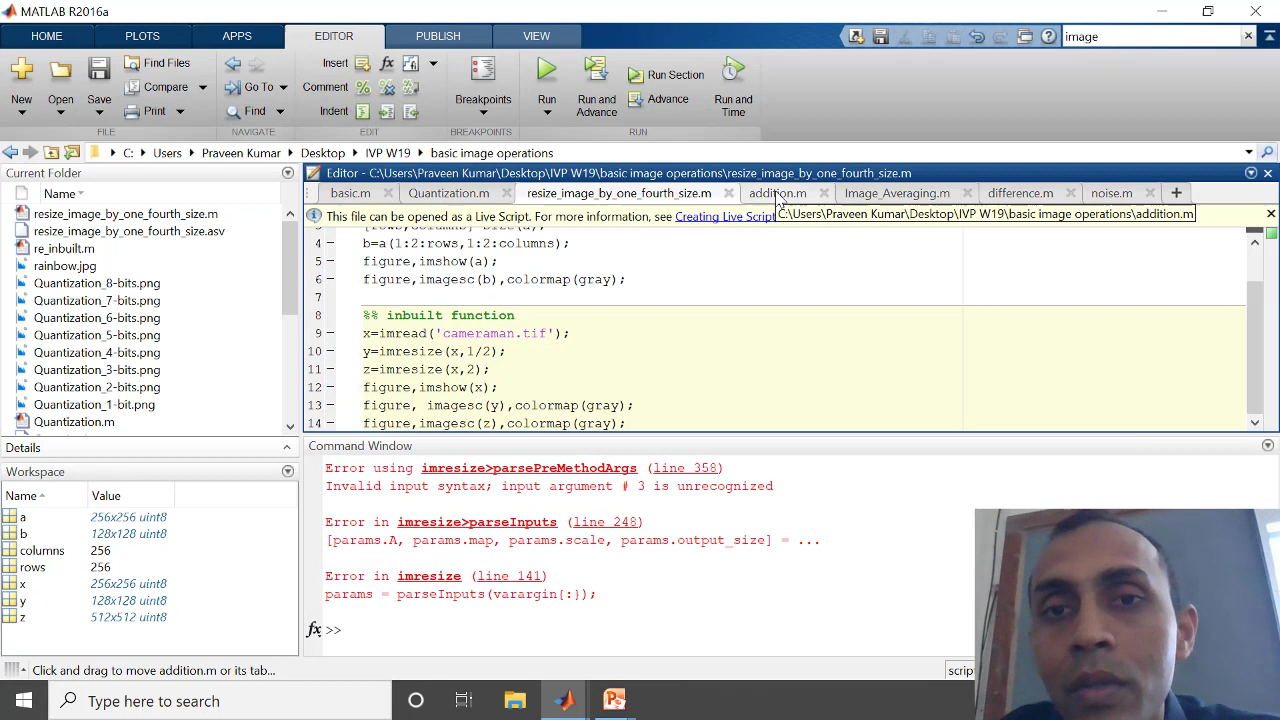 MATLAB R2016a
HOME PLOTS APPS EDITOR PUBLISH VIEW
image
New Open Save
Find Files
Compare
Print
FILE
Go To
Find
NAVIGATE
Insert fx
Comment
Indent
EDIT
Breakpoints
BREAKPOINTS
Run
Run and Advance
Run Section
Advance
Run and Time
RUN
C: Users Praveen Kumar Desktop IVP W19 basic image operations
Current Folder
Name
resize_image_by_one_fourth_size.m
resize_image_by_one_fourth_size.asv
re_inbuilt.m
rainbow.jpg
Quantization_8-bits.png
Quantization_7-bits.png
Quantization_6-bits.png
Quantization_5-bits.png
Quantization_4-bits.png
Quantization_3-bits.png
Quantization_2-bits.png
Quantization_1-bit.png
Quantization.m
Details
Workspace
Name Value
a 256x256 uint8
b 128x128 uint8
columns 256
rows 256
x 256x256 uint8
y 128x128 uint8
z 512x512 uint8
Editor - C:\Users\Praveen Kumar\Desktop\IVP W19\basic image operations\resize_image_by_one_fourth_size.m
basic.m Quantization.m resize_image_by_one_fourth_size.m addition.m Image_Averaging.m difference.m noise.m
This file can be opened as a Live Script. For more information, see Creating Live Script
C:\Users\Praveen Kumar\Desktop\IVP W19\basic image operations\addition.m
4 b=a(1:2:rows,1:2:columns);
5 figure,imshow(a);
6 figure,imagesc(b),colormap(gray);
7
8 %% inbuilt function
9 x=imread('cameraman.tif');
10 y=imresize(x,1/2);
11 z=imresize(x,2);
12 figure,imshow(x);
13 figure, imagesc(y),colormap(gray);
14 figure,imagesc(z),colormap(gray);
Command Window
Error using imresize>parsePreMethodArgs (line 358)
Invalid input syntax; input argument # 3 is unrecognized
Error in imresize>parseInputs (line 248)
[params.A, params.map, params.scale, params.output_size] = ...
Error in imresize (line 141)
params = parseInputs(varargin{:});
fx >>
Click and drag to move addition.m or its tab...
script
Type here to search